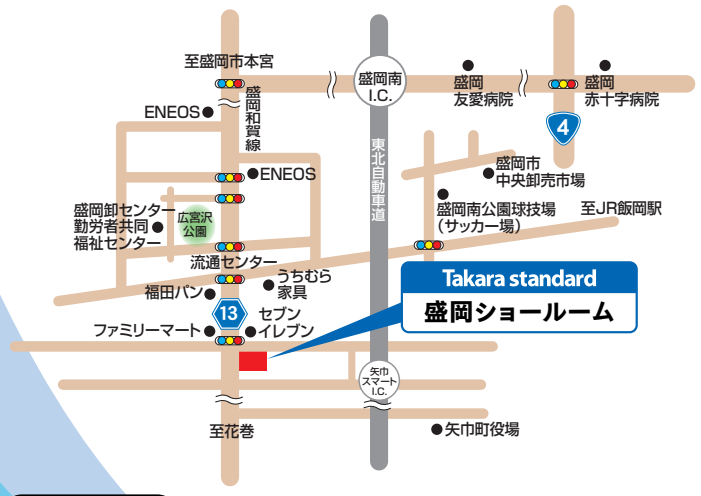 至盛岡市本宮
盛岡和賀線
ENEOS
盛岡南
I.C.
盛岡
友愛病院
盛岡
赤十字病院
4
東北自動車道
ENEOS
盛岡市
中央卸売市場
盛岡南公園球技場
（サッカー場）
至JR飯岡駅
盛岡卸センター
勤労者共同
福祉センター
広宮沢
公園
流通センター
福田パン
うちむら
家具
13
セブン
イレブン
ファミリーマート
Takara standard
盛岡ショールーム
矢巾
スマート
I.C.
至花巻
矢巾町役場